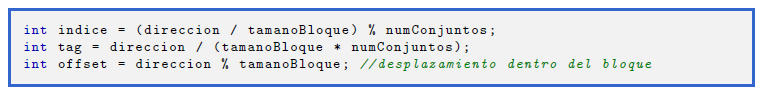 int indice = (direccion / tamanoBloque) % numConjuntos;
int tag = direccion / (tamanoBloque * numConjuntos);
int offset = direccion % tamanoBloque; //desplazamiento dentro del bloque